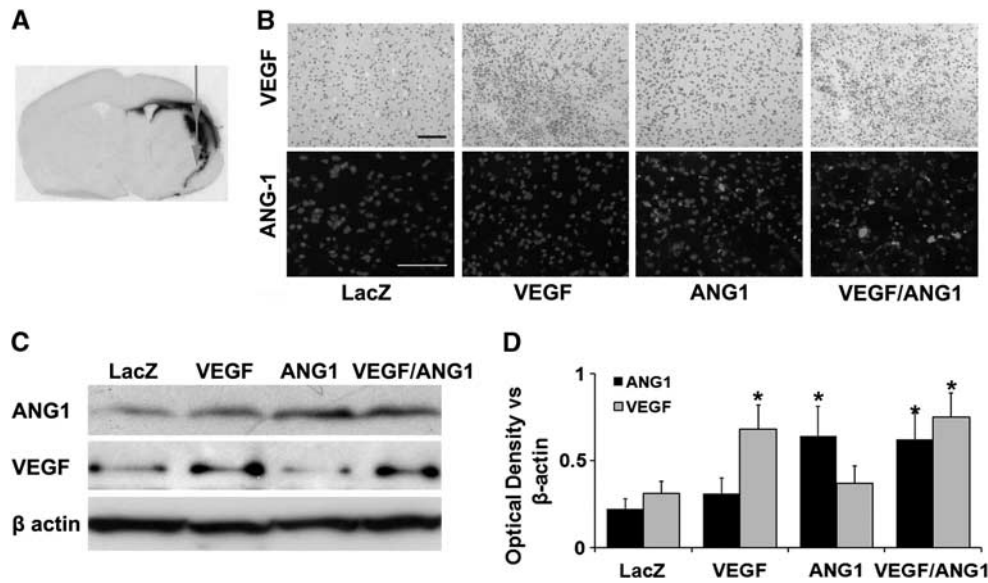 A
B
VEGF
ANG-1
LacZ VEGF ANG1 VEGF/ANG1
C
LacZ VEGF ANG1 VEGF/ANG1
ANG1
VEGF
β actin
D
Optical Density vs
β-actin
1
0.5
0
ANG1
VEGF
* * * *
LacZ VEGF ANG1 VEGF/ANG1